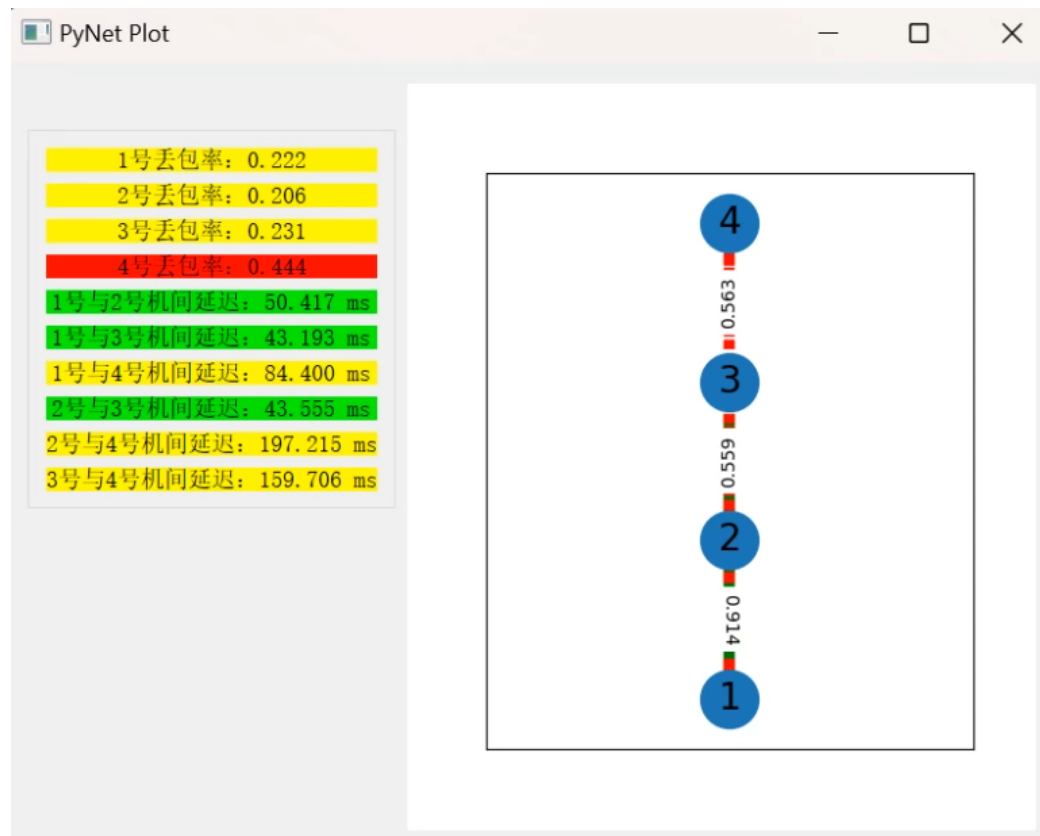 PyNet Plot
1号丢包率：0.222
2号丢包率：0.206
3号丢包率：0.231
4号丢包率：0.444
1号与2号机间延迟：50.417 ms
1号与3号机间延迟：43.193 ms
1号与4号机间延迟：84.400 ms
2号与3号机间延迟：43.555 ms
2号与4号机间延迟：197.215 ms
3号与4号机间延迟：159.706 ms
4
0.593
3
0.559
2
0.914
1